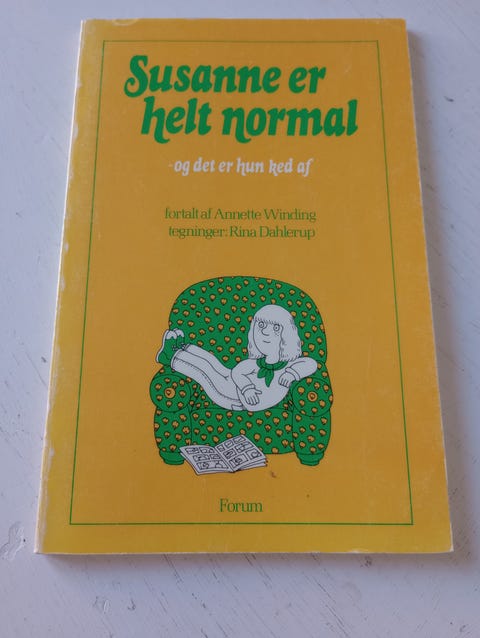 Susanne er
helt normal
-og det er hun ked af
fortalt af Annette Winding
tegninger: Rina Dahlerup
Forum